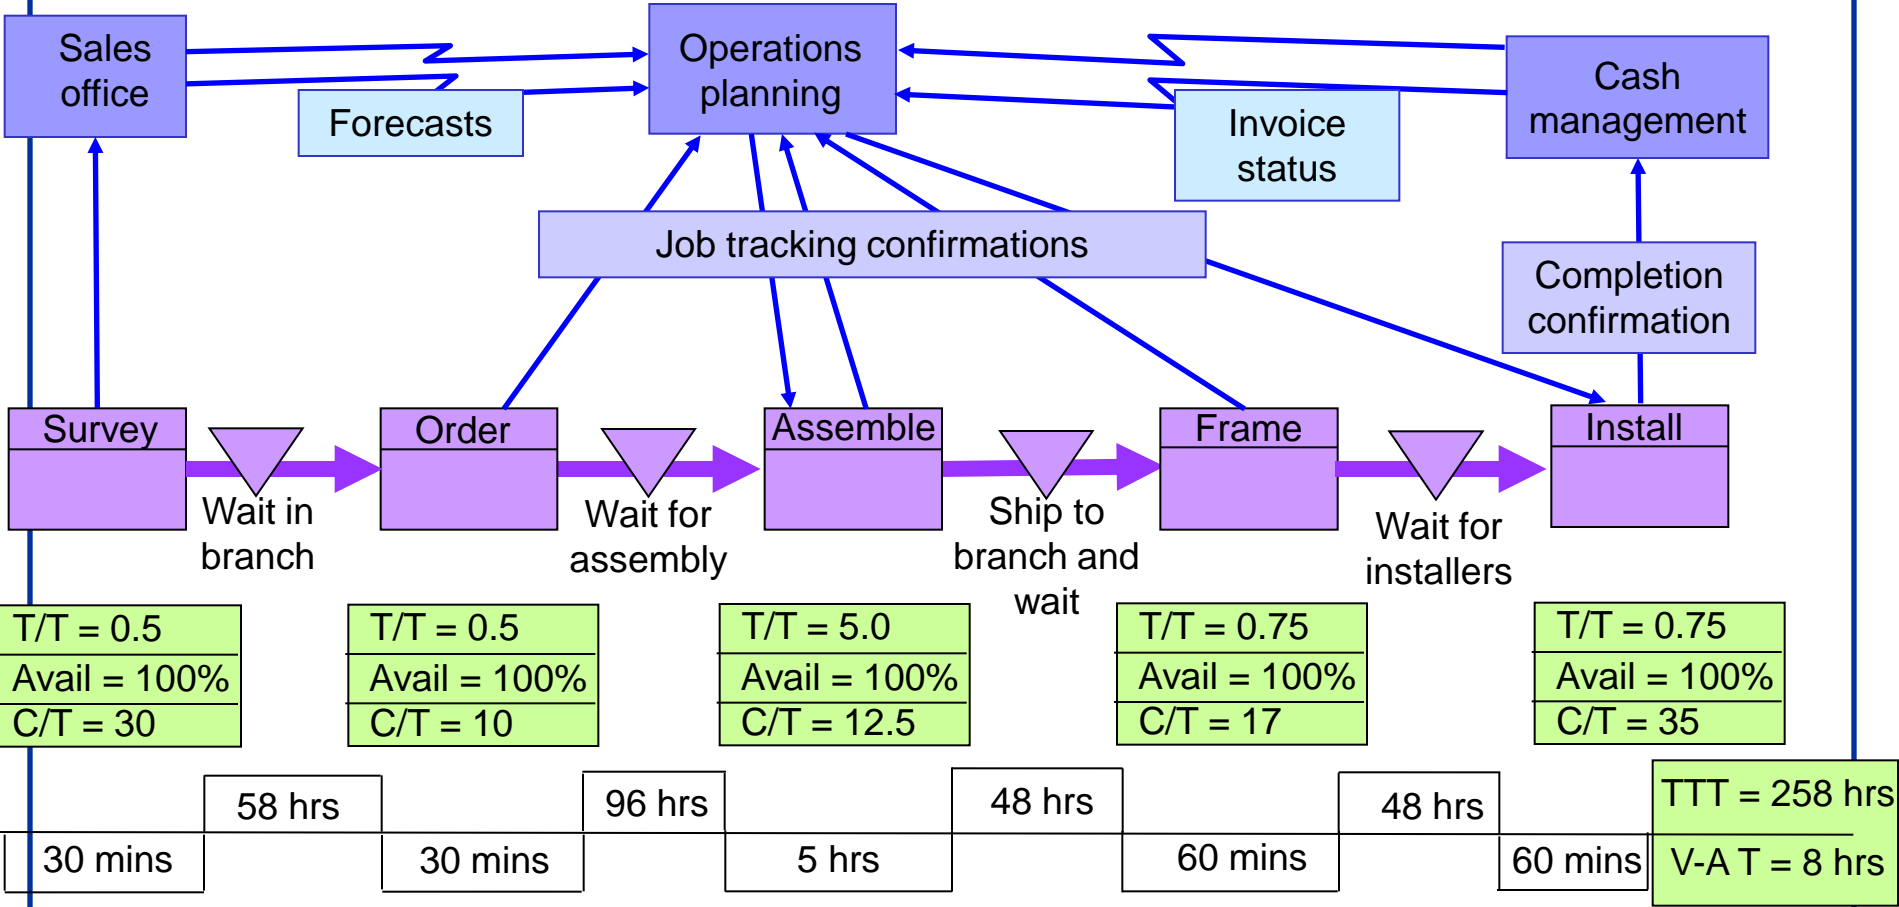 Sales
office
Operations
planning
Cash
management
Forecasts
Invoice
status
Job tracking confirmations
Completion
confirmation
Survey
Order
Assemble
Frame
Install
Wait in
branch
Wait for
assembly
Ship to
branch and
wait
Wait for
installers
T/T = 0.5
Avail = 100%
C/T = 30
T/T = 0.5
Avail = 100%
C/T = 10
T/T = 5.0
Avail = 100%
C/T = 12.5
T/T = 0.75
Avail = 100%
C/T = 17
T/T = 0.75
Avail = 100%
C/T = 35
58 hrs
96 hrs
48 hrs
48 hrs
TTT = 258 hrs
30 mins
30 mins
5 hrs
60 mins
60 mins
V-A T = 8 hrs